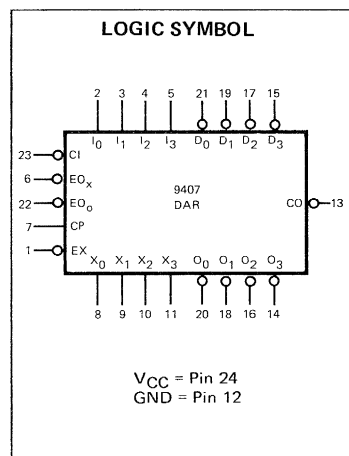 LOGIC SYMBOL
2 3 4 5 21 19 17 15
I0 I1 I2 I3 D0 D1 D2 D3
23 CI
6 EOX
22 EOO
7 CP
1 EX
9407
DAR
CO 13
X0 X1 X2 X3 O0 O1 O2 O3
8 9 10 11 20 18 16 14
VCC = Pin 24
GND = Pin 12